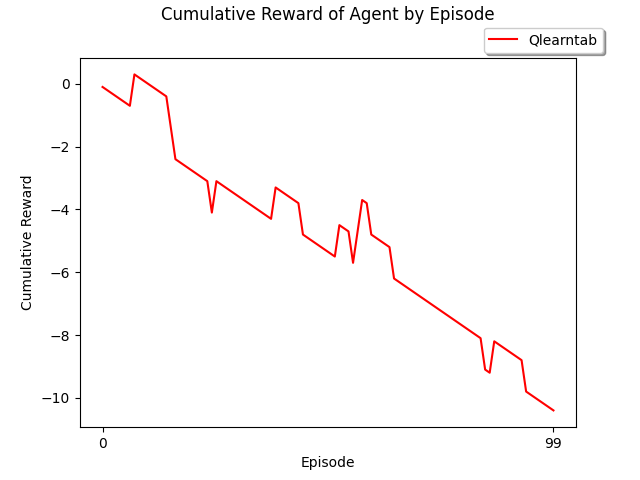 Cumulative Reward of Agent by Episode
Qlearntab
0
−2
−4
−6
−8
−10
Cumulative Reward
0 99
Episode